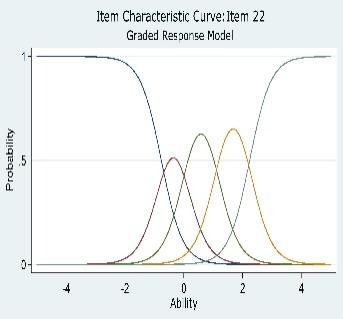 Item Characteristic Curve: Item 22
Graded Response Model
Probability
1
.5
0
-4
-2
0
2
4
Ability